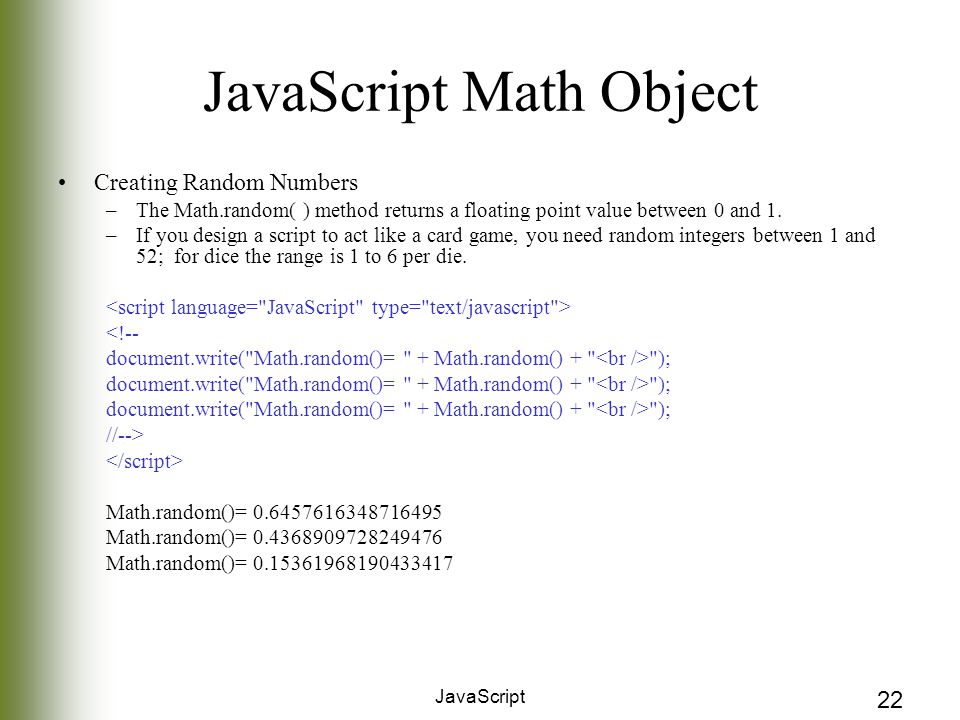 JavaScript Math Object
• Creating Random Numbers
–The Math.random( ) method returns a floating point value between 0 and 1.
–If you design a script to act like a card game, you need random integers between 1 and
52;  for dice the range is 1 to 6 per die.
<script language="JavaScript" type="text/javascript">
<!--
document.write("Math.random()= " + Math.random() + "<br />");
document.write("Math.random()= " + Math.random() + "<br />");
document.write("Math.random()= " + Math.random() + "<br />");
//-->
</script>
Math.random()= 0.6457616348716495
Math.random()= 0.4368909728249476
Math.random()= 0.15361968190433417
JavaScript
22